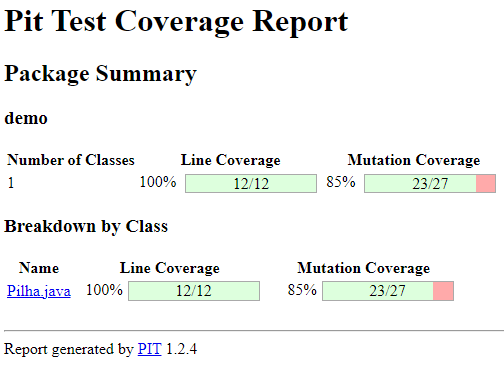 Pit Test Coverage Report
Package Summary
demo
Number of Classes Line Coverage Mutation Coverage
1 100% 12/12 85% 23/27
Breakdown by Class
Name Line Coverage Mutation Coverage
Pilha.java 100% 12/12 85% 23/27
Report generated by PIT 1.2.4